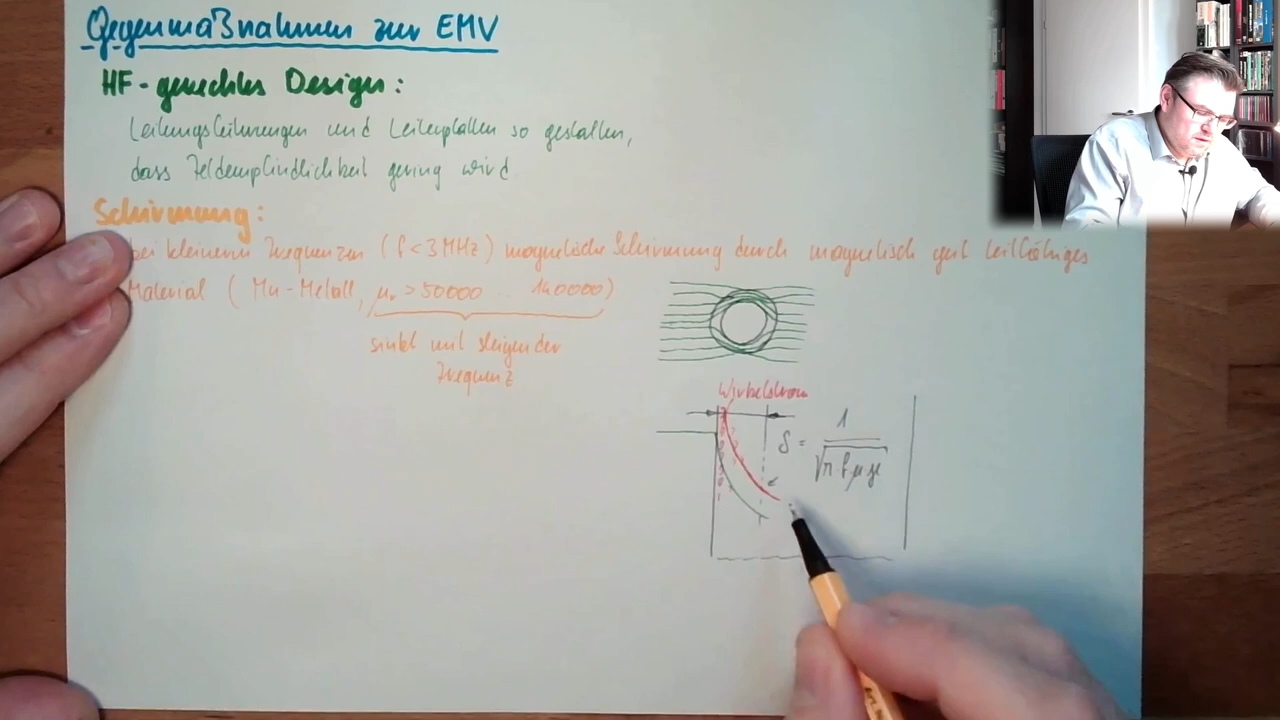 Gegenmaßnahmen zur EMV
HF-gerechtes Design:
Leitungsführungen und Leiterplatten so gestalten,
dass Feldempfindlichkeit gering wird
Schirmung:
bei kleinern Frequenzen (f < 3 MHz) magnetische Schirmung durch magnetisch gut leitfähiges
Material (Mu-Metall, μr > 50000 .. 140000)
sinkt mit steigender
Frequenz
Wirbelstrom
δ = 1/√(π f μ ϰ)